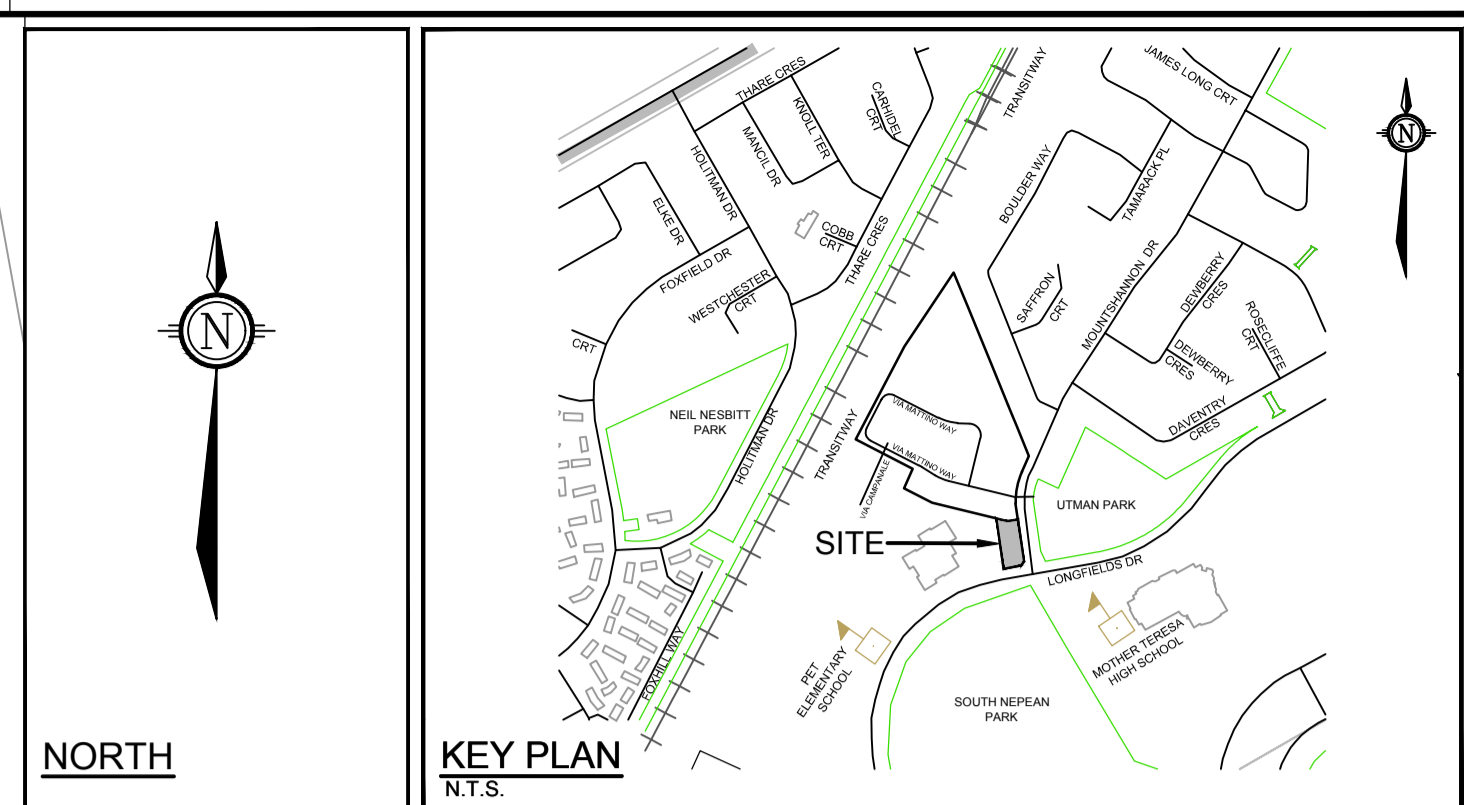 N
NORTH
THARE CRES
KNOLL TER
MANCIL DR
CARHIDEL
CRT
HOLITMAN DR
ELKE DR
FOXFIELD DR
WESTCHESTER
CRT
COBB
CRT
THARE CRES
TRANSITWAY
JAMES LONG CRT
N
BOULDER WAY
TAMARACK PL
SAFFRON
CRT
MOUNTSHANNON DR
DEWBERRY
CRES
DEWBERRY
CRES
ROSECLIFFE
CRT
DAVENTRY
CRES
CRT
NEIL NESBITT
PARK
HOLITMAN DR
TRANSITWAY
VIA MATTINO WAY
VIA MATTINO WAY
VIA CAMPANALE
UTMAN PARK
SITE
LONGFIELDS DR
FOXHILL WAY
PET
ELEMENTARY
SCHOOL
MOTHER TERESA
HIGH SCHOOL
SOUTH NEPEAN
PARK
KEY PLAN
N.T.S.